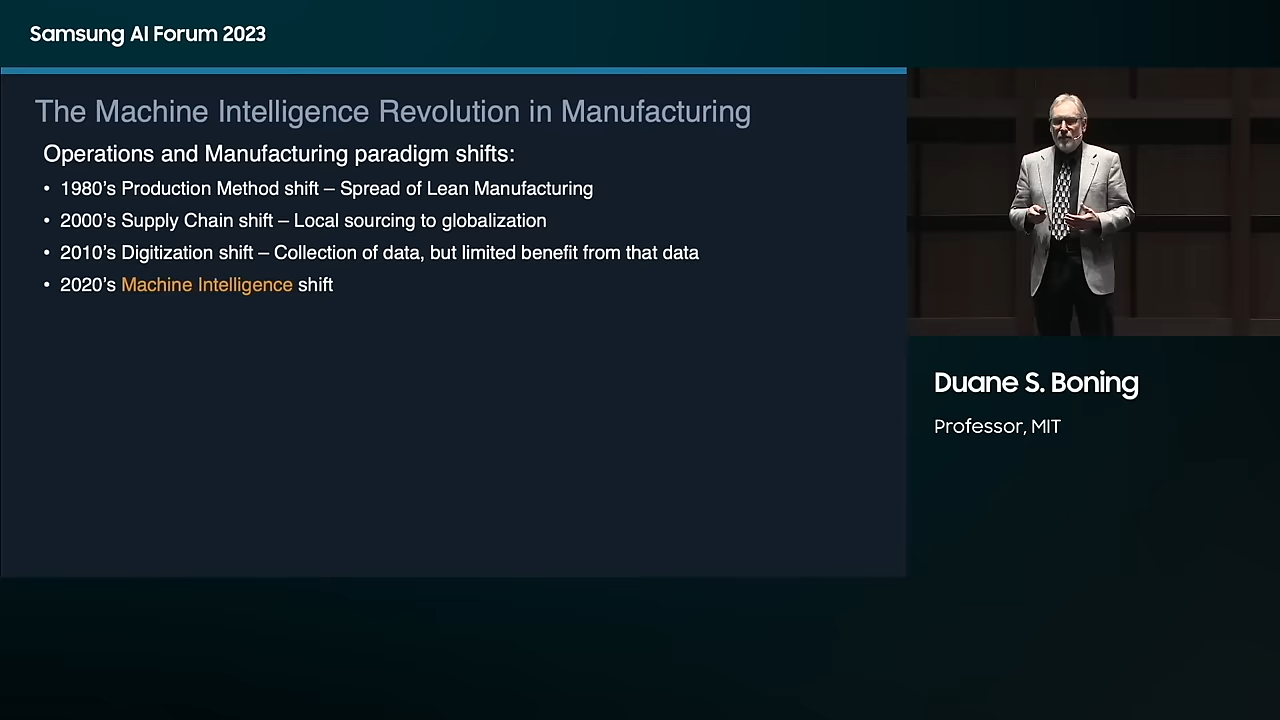 Samsung AI Forum 2023
The Machine Intelligence Revolution in Manufacturing
Operations and Manufacturing paradigm shifts:
• 1980's Production Method shift – Spread of Lean Manufacturing
• 2000's Supply Chain shift – Local sourcing to globalization
• 2010's Digitization shift – Collection of data, but limited benefit from that data
• 2020's Machine Intelligence shift
Duane S. Boning
Professor, MIT